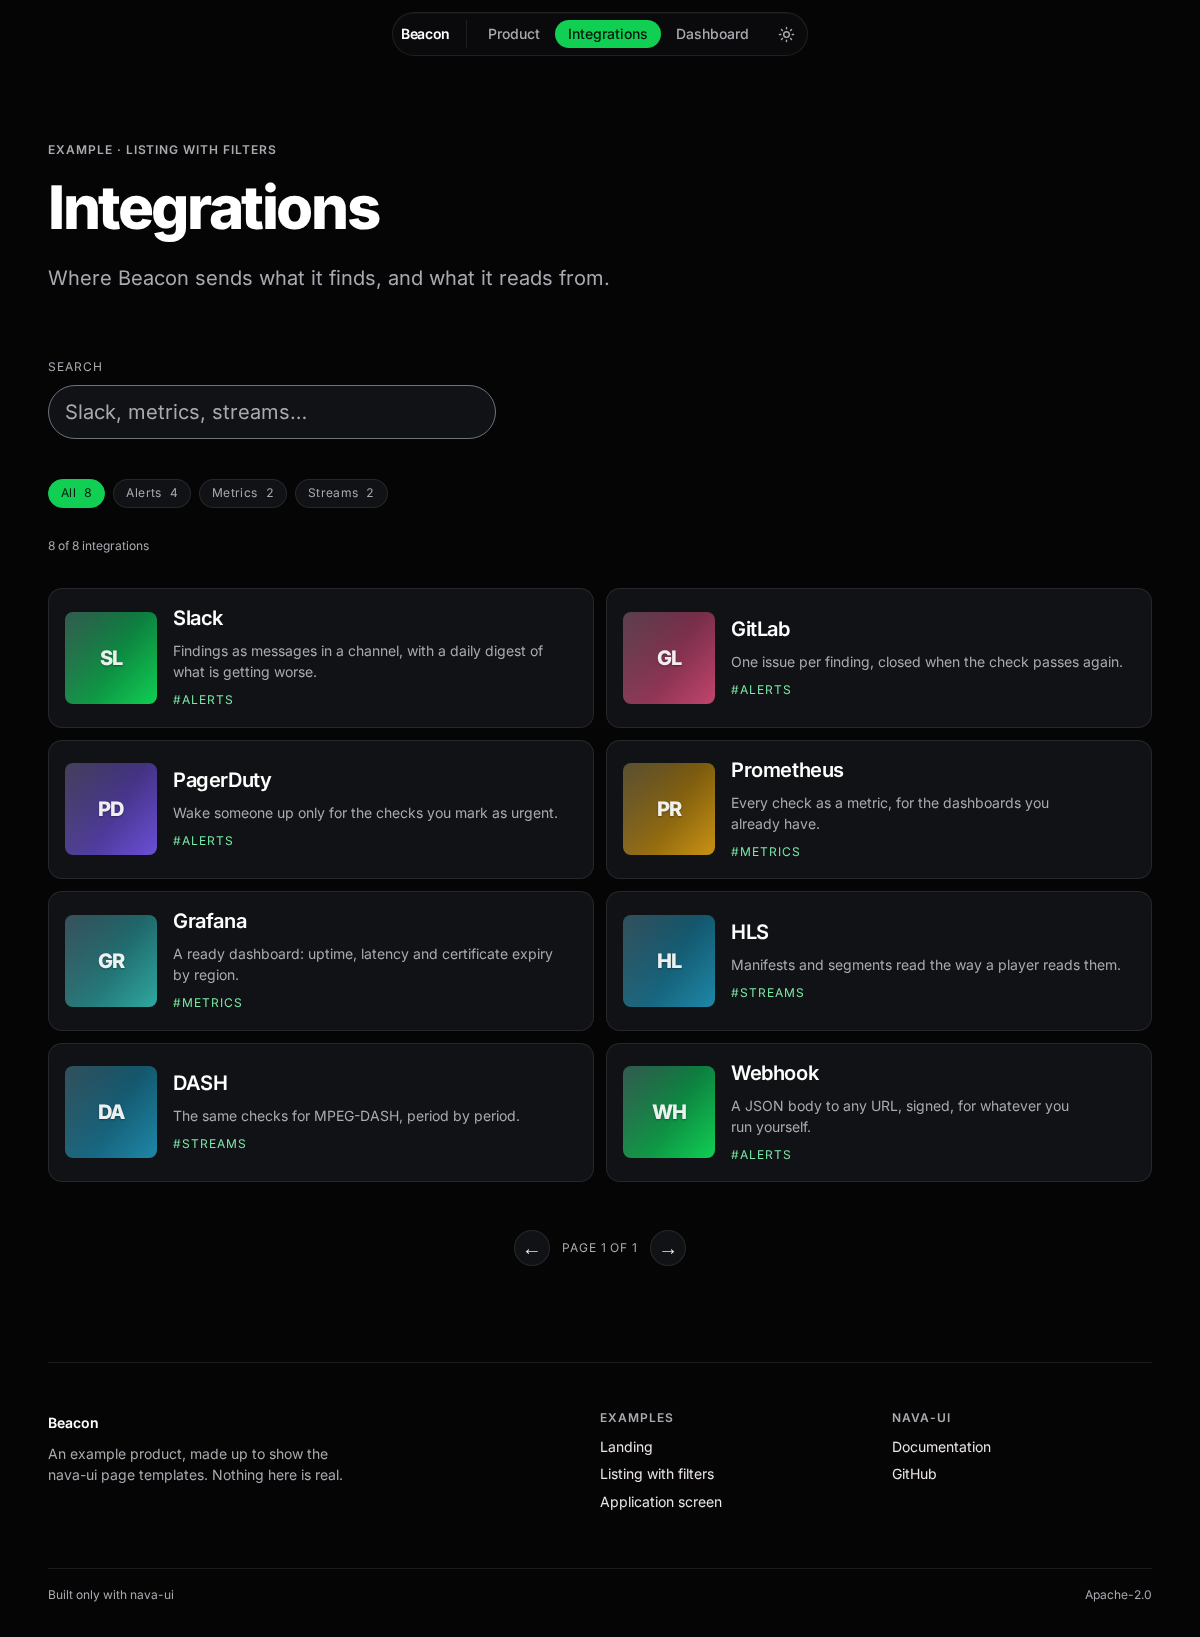 Beacon
Product
Integrations
Dashboard
EXAMPLE · LISTING WITH FILTERS
Integrations
Where Beacon sends what it finds, and what it reads from.
SEARCH
Slack, metrics, streams...
All 8
Alerts 4
Metrics 2
Streams 2
8 of 8 integrations
SL
Slack
Findings as messages in a channel, with a daily digest of
what is getting worse.
#ALERTS
GL
GitLab
One issue per finding, closed when the check passes again.
#ALERTS
PD
PagerDuty
Wake someone up only for the checks you mark as urgent.
#ALERTS
PR
Prometheus
Every check as a metric, for the dashboards you
already have.
#METRICS
GR
Grafana
A ready dashboard: uptime, latency and certificate expiry
by region.
#METRICS
HL
HLS
Manifests and segments read the way a player reads them.
#STREAMS
DA
DASH
The same checks for MPEG-DASH, period by period.
#STREAMS
WH
Webhook
A JSON body to any URL, signed, for whatever you
run yourself.
#ALERTS
← PAGE 1 OF 1 →
Beacon
An example product, made up to show the
nava-ui page templates. Nothing here is real.
EXAMPLES
Landing
Listing with filters
Application screen
NAVA-UI
Documentation
GitHub
Built only with nava-ui
Apache-2.0